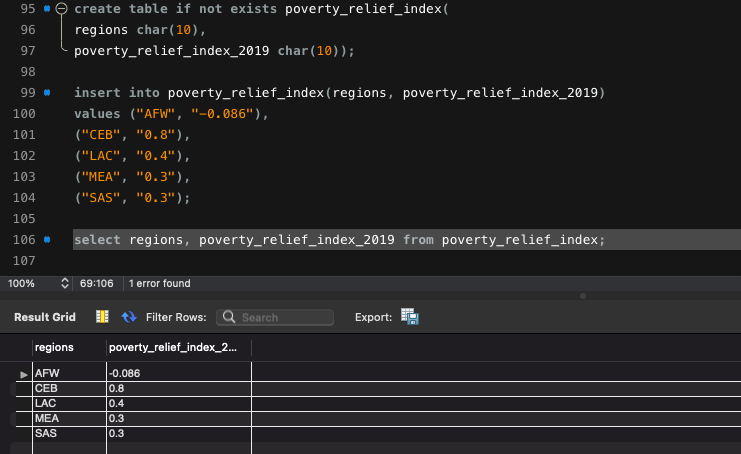 95 create table if not exists poverty_relief_index(
96 regions char(10),
97 poverty_relief_index_2019 char(10));
98
99 insert into poverty_relief_index(regions, poverty_relief_index_2019)
100 values ("AFW", "-0.086"),
101 ("CEB", "0.8"),
102 ("LAC", "0.4"),
103 ("MEA", "0.3"),
104 ("SAS", "0.3");
105
106 select regions, poverty_relief_index_2019 from poverty_relief_index;
107
100% 69:106 1 error found
Result Grid Filter Rows: Search Export:
regions poverty_relief_index_2...
AFW -0.086
CEB 0.8
LAC 0.4
MEA 0.3
SAS 0.3